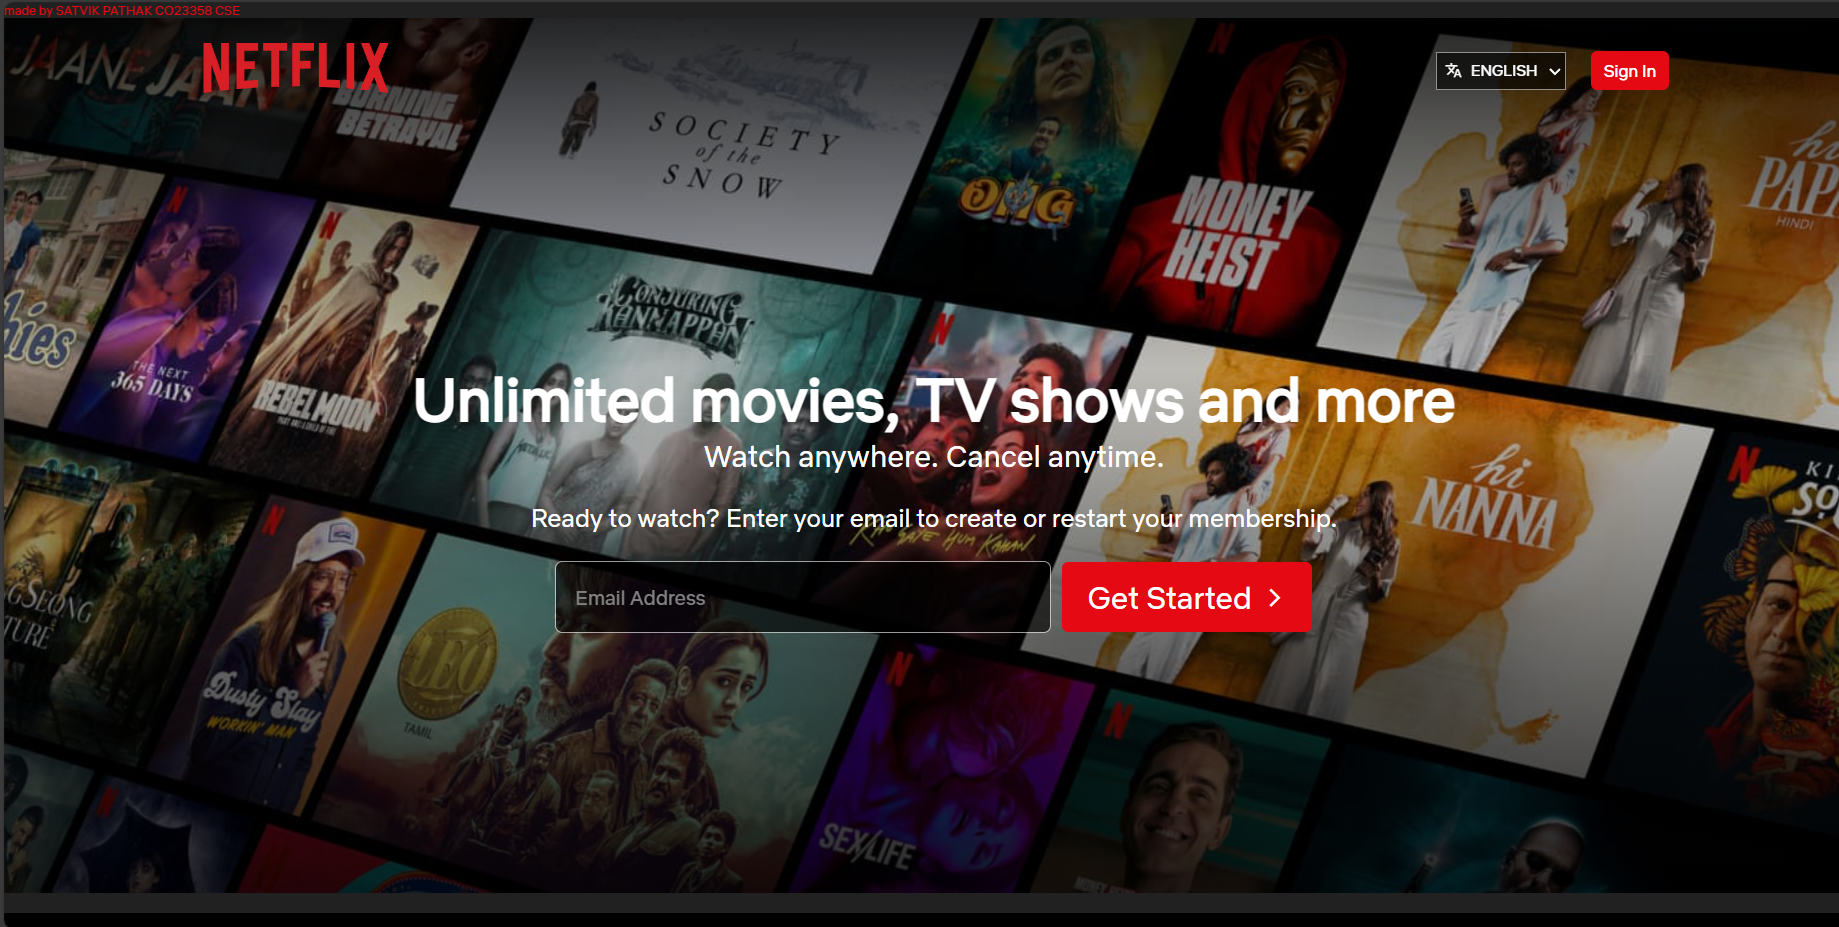 made by SATVIK PATHAK CO23358 CSE
NETFLIX
ENGLISH
Sign In
JAANE JAAN
BURNING
BETRAYAL
SOCIETY
of the
SNOW
OMG
MONEY
HEIST
hi
PAPA
HINDI
THE NEXT
365 DAYS
REBEL MOON
CONJURING
KANNAPPAN
Unlimited movies, TV shows and more
Watch anywhere. Cancel anytime.
hi
NANNA
Ready to watch? Enter your email to create or restart your membership.
KHO GAYE HUM KAHAN
Email Address
Get Started
LEO
TAMIL
Dusty Slay
WORKIN' MAN
SEX/LIFE